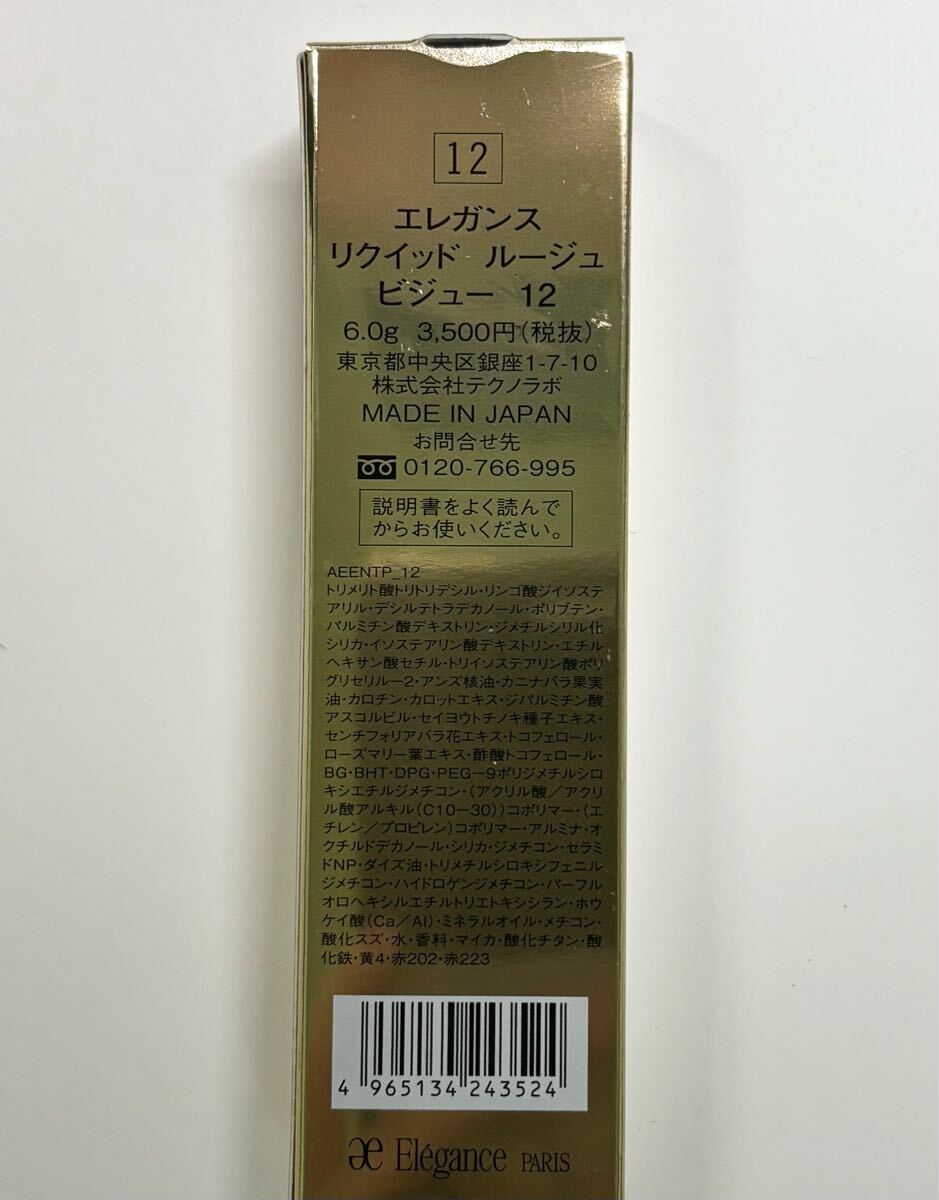 12
エレガンス
リクイッド ルージュ
ビジュー 12
6.0g 3,500円(税抜)
東京都中央区銀座1-7-10
株式会社テクノラボ
MADE IN JAPAN
お問合せ先
0120-766-995
説明書をよく読んで
からお使いください。
AEENTP_12
トリメリト酸トリトリデシル・リンゴ酸ジイソステ
アリル・デシルテトラデカノール・ポリブテン・
パルミチン酸デキストリン・ジメチルシリル化
シリカ・イソステアリン酸デキストリン・エチル
ヘキサン酸セチル・トリイソステアリン酸ポリ
グリセリル－2・アンズ核油・カニナバラ果実
油・カロチン・カロットエキス・ジパルミチン酸
アスコルビル・セイヨウトチノキ種子エキス・
センチフォリアバラ花エキス・トコフェロール・
ローズマリー葉エキス・酢酸トコフェロール・
BG・BHT・DPG・PEG－9ポリジメチルシロ
キシエチルジメチコン・(アクリル酸／アクリ
ル酸アルキル(C10－30))コポリマー・(エ
チレン／プロピレン)コポリマー・アルミナ・オ
クチルドデカノール・シリカ・ジメチコン・セラミ
ドNP・ダイズ油・トリメチルシロキシフェニル
ジメチコン・ハイドロゲンジメチコン・パーフル
オロヘキシルエチルトリエトキシシラン・ホウ
ケイ酸(Ca／Al)・ミネラルオイル・メチコン・
酸化スズ・水・香料・マイカ・酸化チタン・酸
化鉄・黄4・赤202・赤223
4 965134 243524
ae Elégance PARIS